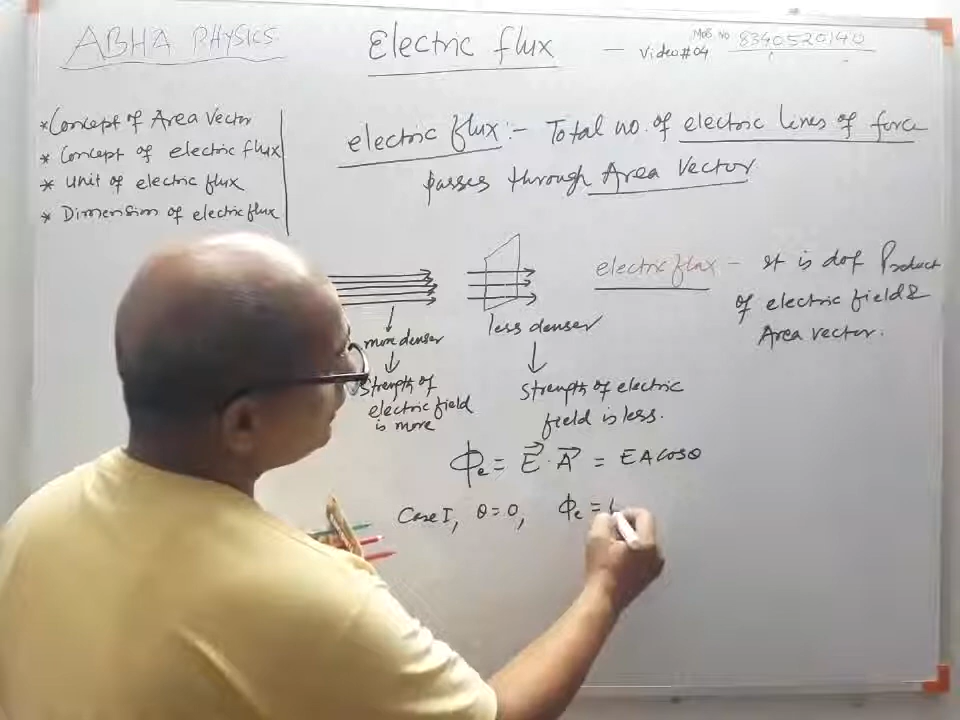 ABHA PHYSICS
Electric flux
— Video#04
Mob No 8340520140
*Concept of Area Vector
* Concept of electric flux
* Unit of electric flux
* Dimension of electric flux
electric flux:- Total no. of electric lines of force
passes through Area Vector
more denser
Strength of
electric field
is more
less denser
Strength of electric
field is less.
electric flux - It is dot Product
of electric field &
Area vector.
ϕe = E⃗ · A⃗ = EA cosθ
Case I, θ = 0, ϕe =